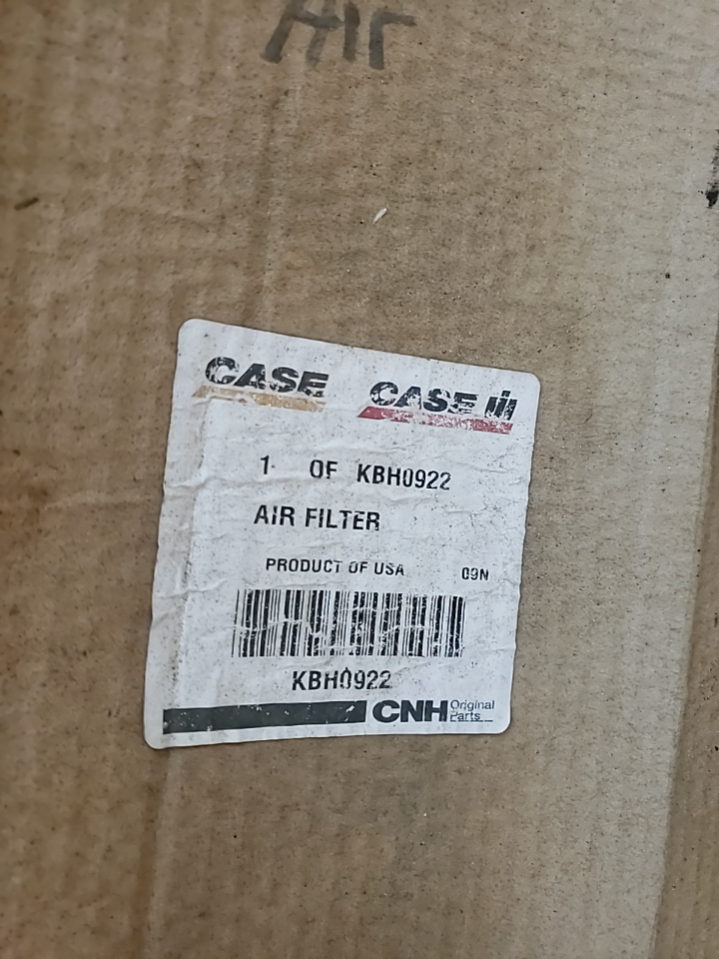 Air
CASE CASE IH
1 OF KBH0922
AIR FILTER
PRODUCT OF USA 09N
KBH0922
CNH Original
Parts